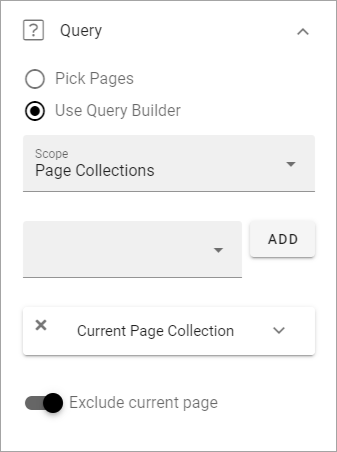 Query
Pick Pages
Use Query Builder
Scope
Page Collections
ADD
Current Page Collection
Exclude current page